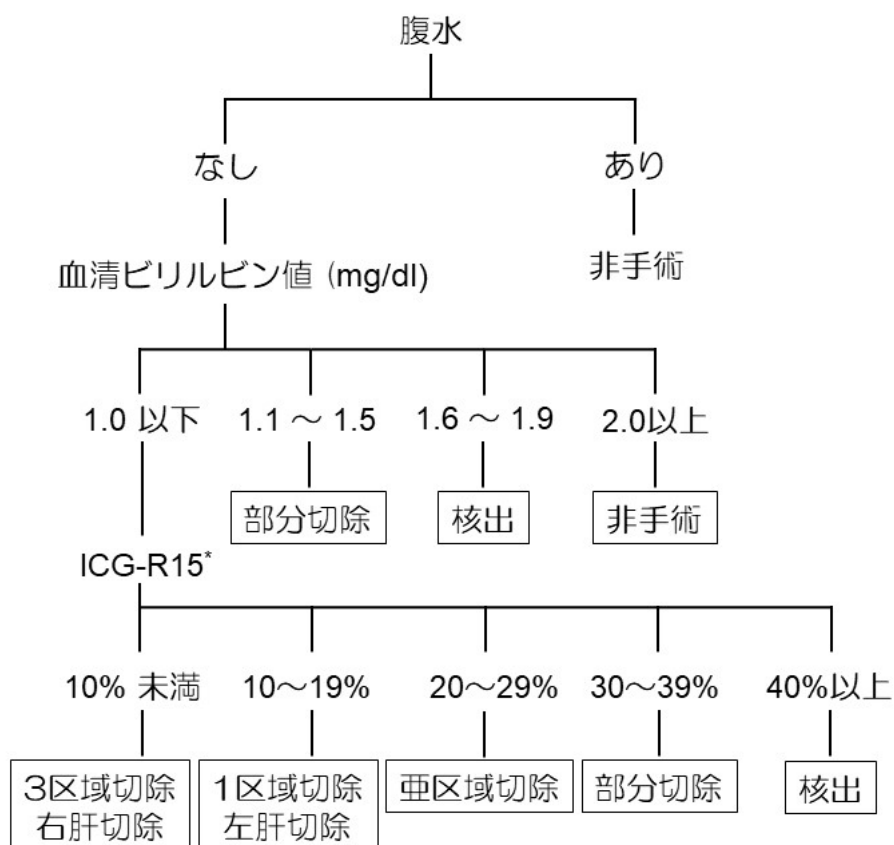 腹水
なし
あり
血清ビリルビン値 (mg/dl)
非手術
1.0 以下
1.1 ～ 1.5
1.6 ～ 1.9
2.0以上
部分切除
核出
非手術
ICG-R15*
10% 未満
10～19%
20～29%
30～39%
40%以上
3区域切除
右肝切除
1区域切除
左肝切除
亜区域切除
部分切除
核出